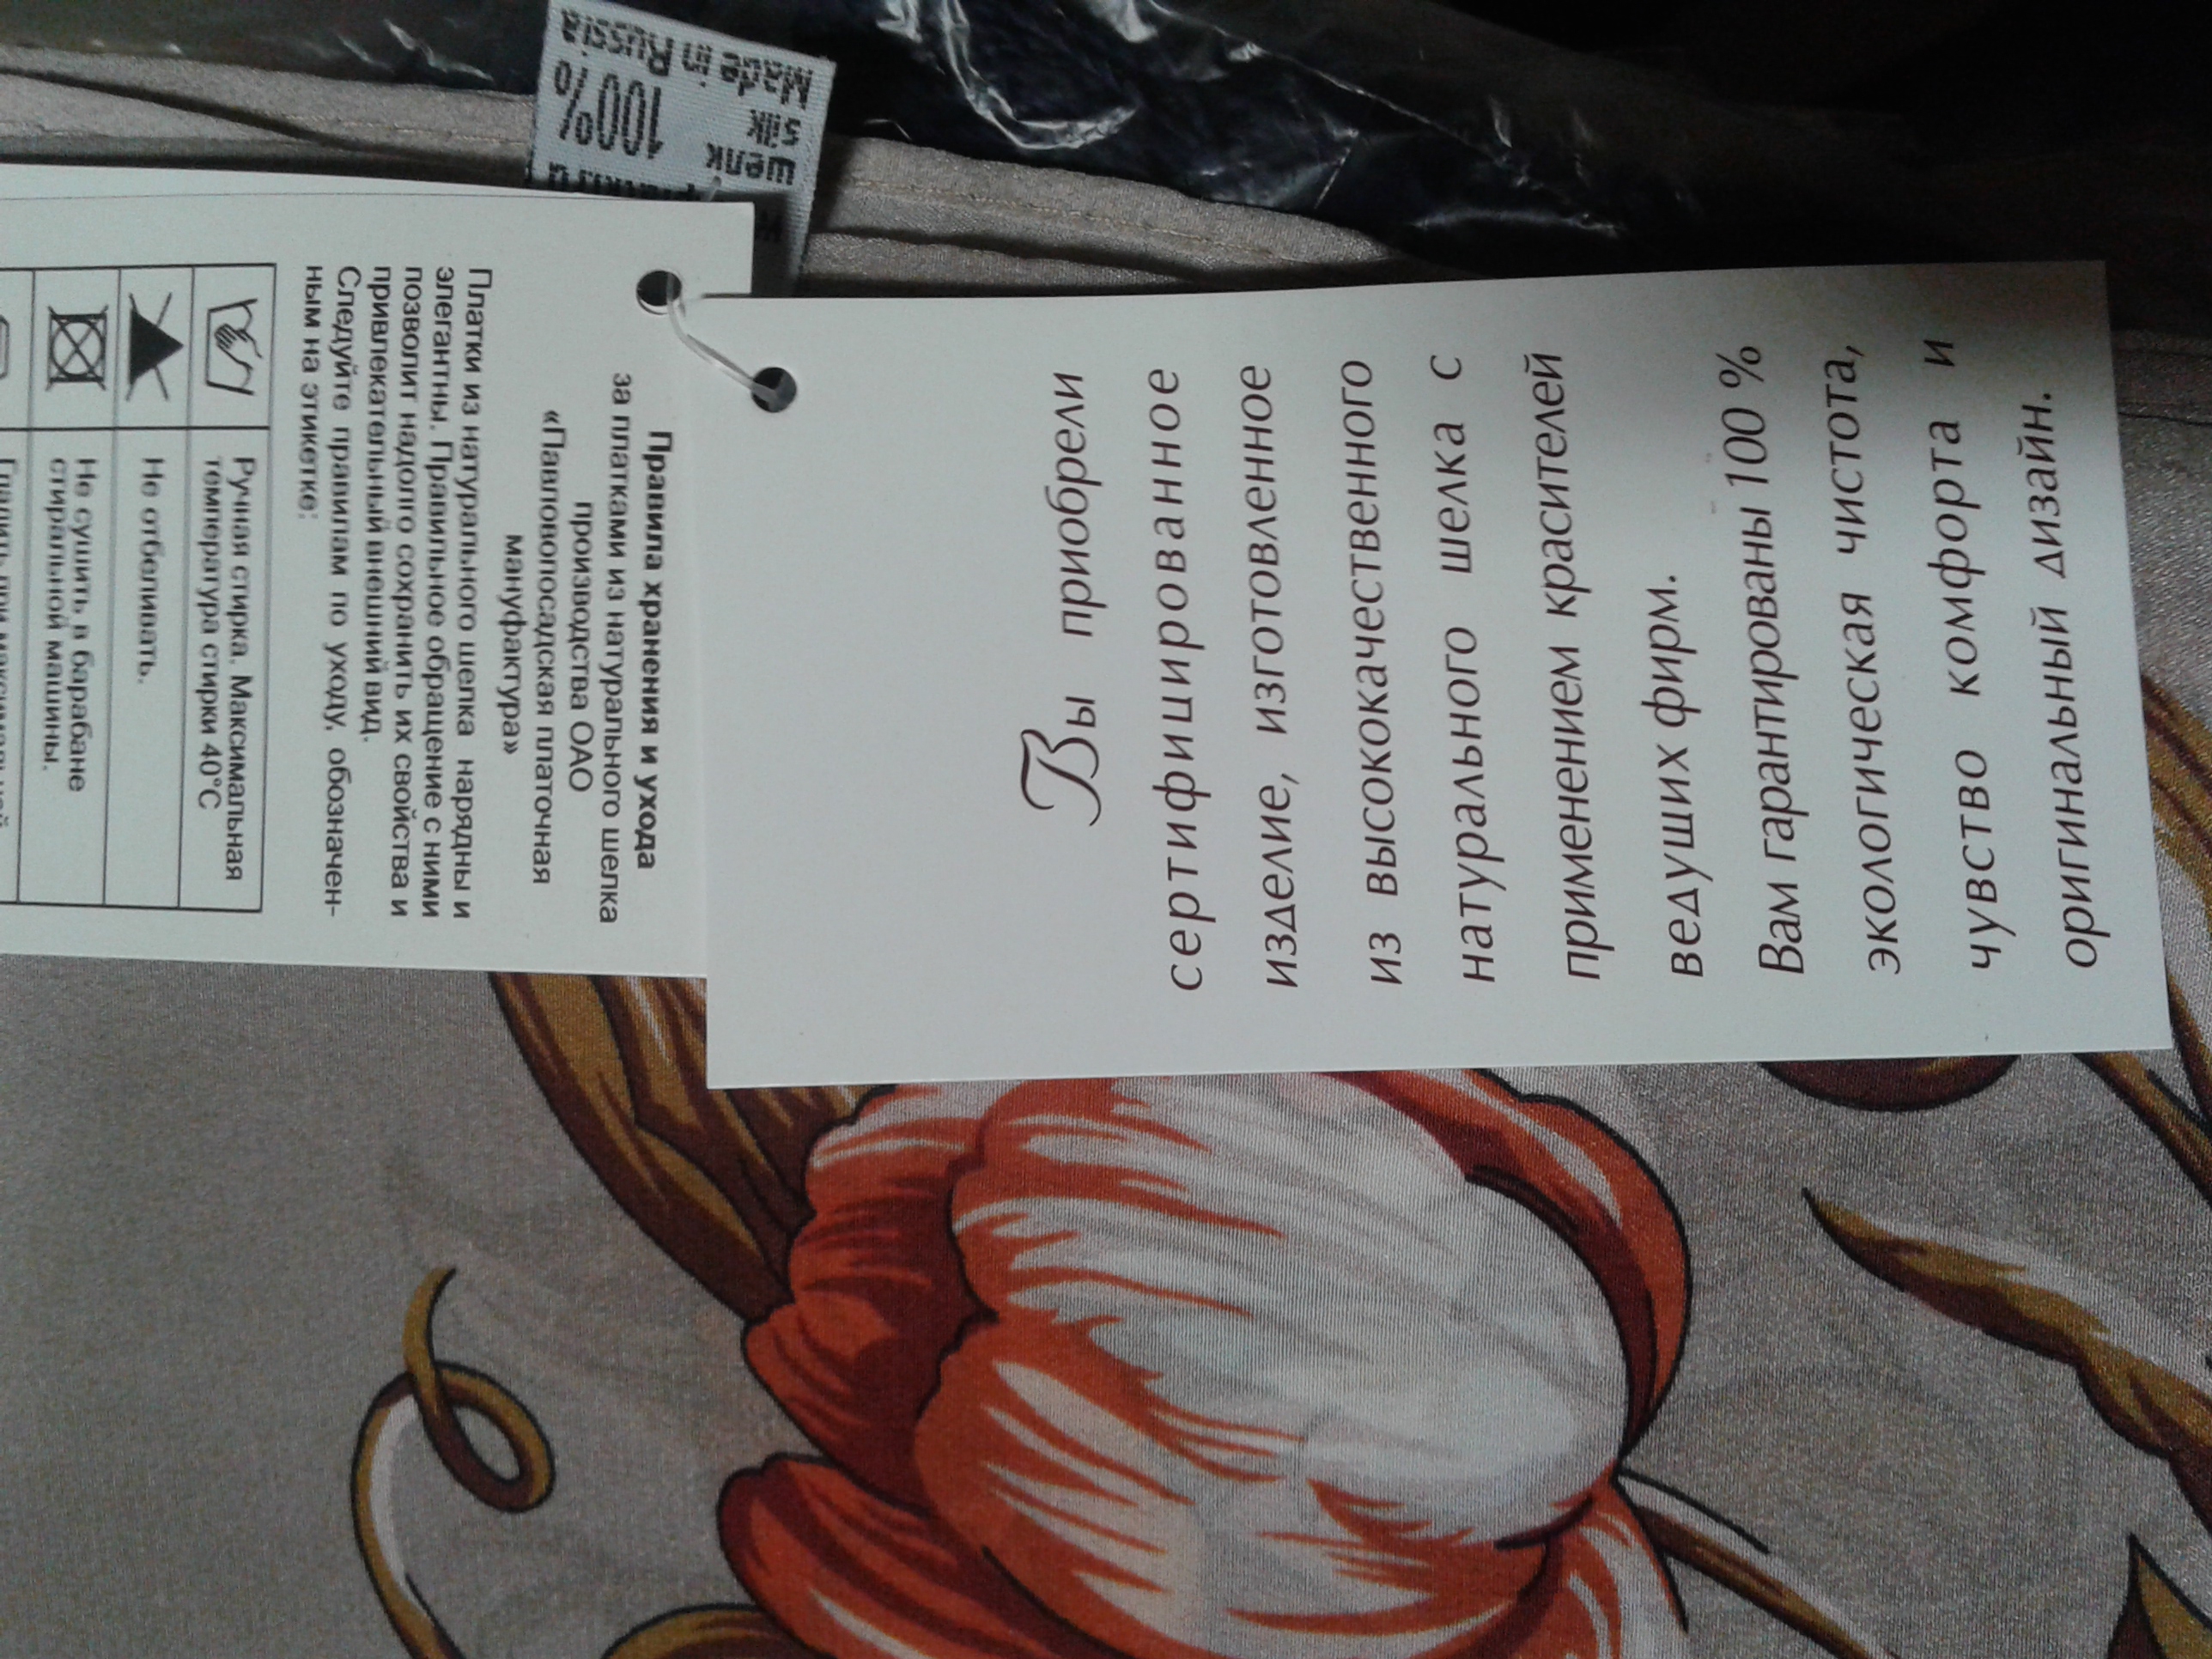 Made in Russia
100%
silk
шелк
Правила хранения и ухода
за платками из натурального шелка
производства ОАО
«Павловопосадская платочная
мануфактура»
Платки из натурального шелка нарядны и
элегантны. Правильное обращение с ними
позволит надолго сохранить их свойства и
привлекательный внешний вид.
Следуйте правилам по уходу, обозначен-
ным на этикетке:
Ручная стирка. Максимальная
температура стирки 40°С
Не отбеливать.
Не сушить в барабане
стиральной машины.
Вы приобрели
сертифицированное
изделие, изготовленное
из высококачественного
натурального шелка с
применением красителей
ведущих фирм.
Вам гарантированы 100 %
экологическая чистота,
чувство комфорта и
оригинальный дизайн.